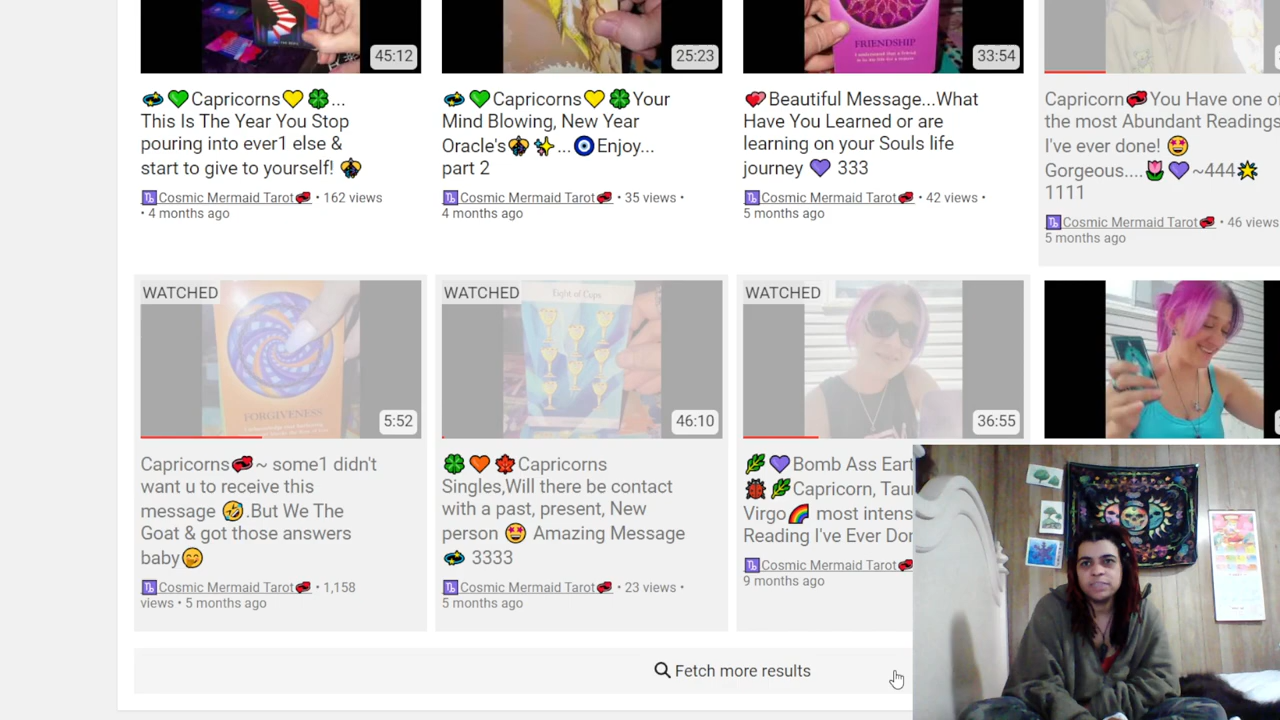 45:12
25:23
FRIENDSHIP
33:54
Capricorns ...
This Is The Year You Stop
pouring into ever1 else &
start to give to yourself!
Cosmic Mermaid Tarot • 162 views
• 4 months ago
Capricorns Your
Mind Blowing, New Year
Oracle's ... Enjoy...
part 2
Cosmic Mermaid Tarot • 35 views •
4 months ago
Beautiful Message...What
Have You Learned or are
learning on your Souls life
journey 333
Cosmic Mermaid Tarot • 42 views •
5 months ago
Capricorn You Have one of
the most Abundant Readings
I've ever done!
Gorgeous.... ~444
1111
Cosmic Mermaid Tarot • 46 views
5 months ago
WATCHED
FORGIVENESS
5:52
WATCHED
Eight of Cups
46:10
WATCHED
36:55
Capricorns ~ some1 didn't
want u to receive this
message .But We The
Goat & got those answers
baby
Cosmic Mermaid Tarot • 1,158
views • 5 months ago
Capricorns
Singles,Will there be contact
with a past, present, New
person Amazing Message
3333
Cosmic Mermaid Tarot • 23 views •
5 months ago
Bomb Ass Eart
Capricorn, Tau
Virgo most intens
Reading I've Ever Do
Cosmic Mermaid Tarot
9 months ago
Fetch more results